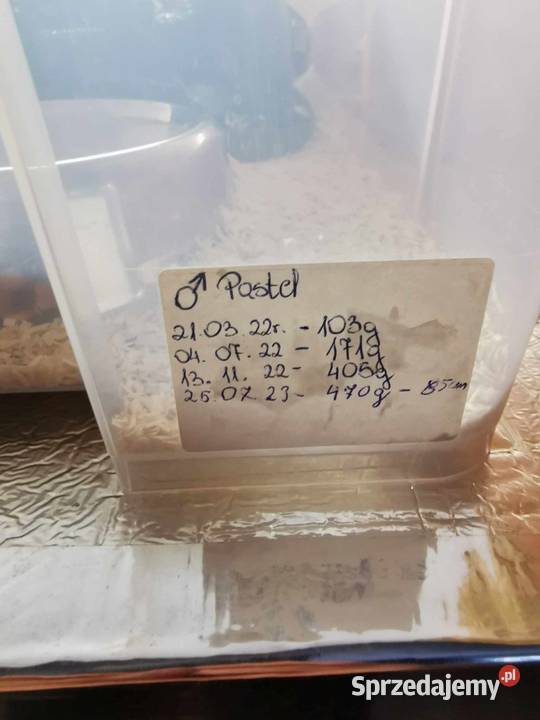 ♂ Pastel
21.03.22r. - 103g
04.07.22 - 171g
13.11.22- 406g
25.07.23- 470g - 85cm
Sprzedajemy.pl